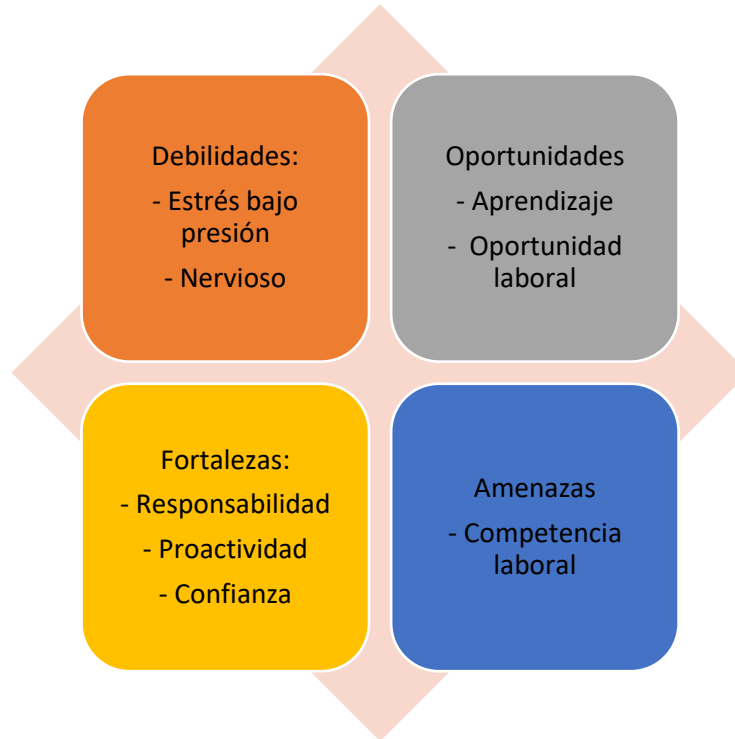 Debilidades:
- Estrés bajo
presión
- Nervioso
Oportunidades
- Aprendizaje
- Oportunidad
laboral
Fortalezas:
- Responsabilidad
- Proactividad
- Confianza
Amenazas
- Competencia
laboral